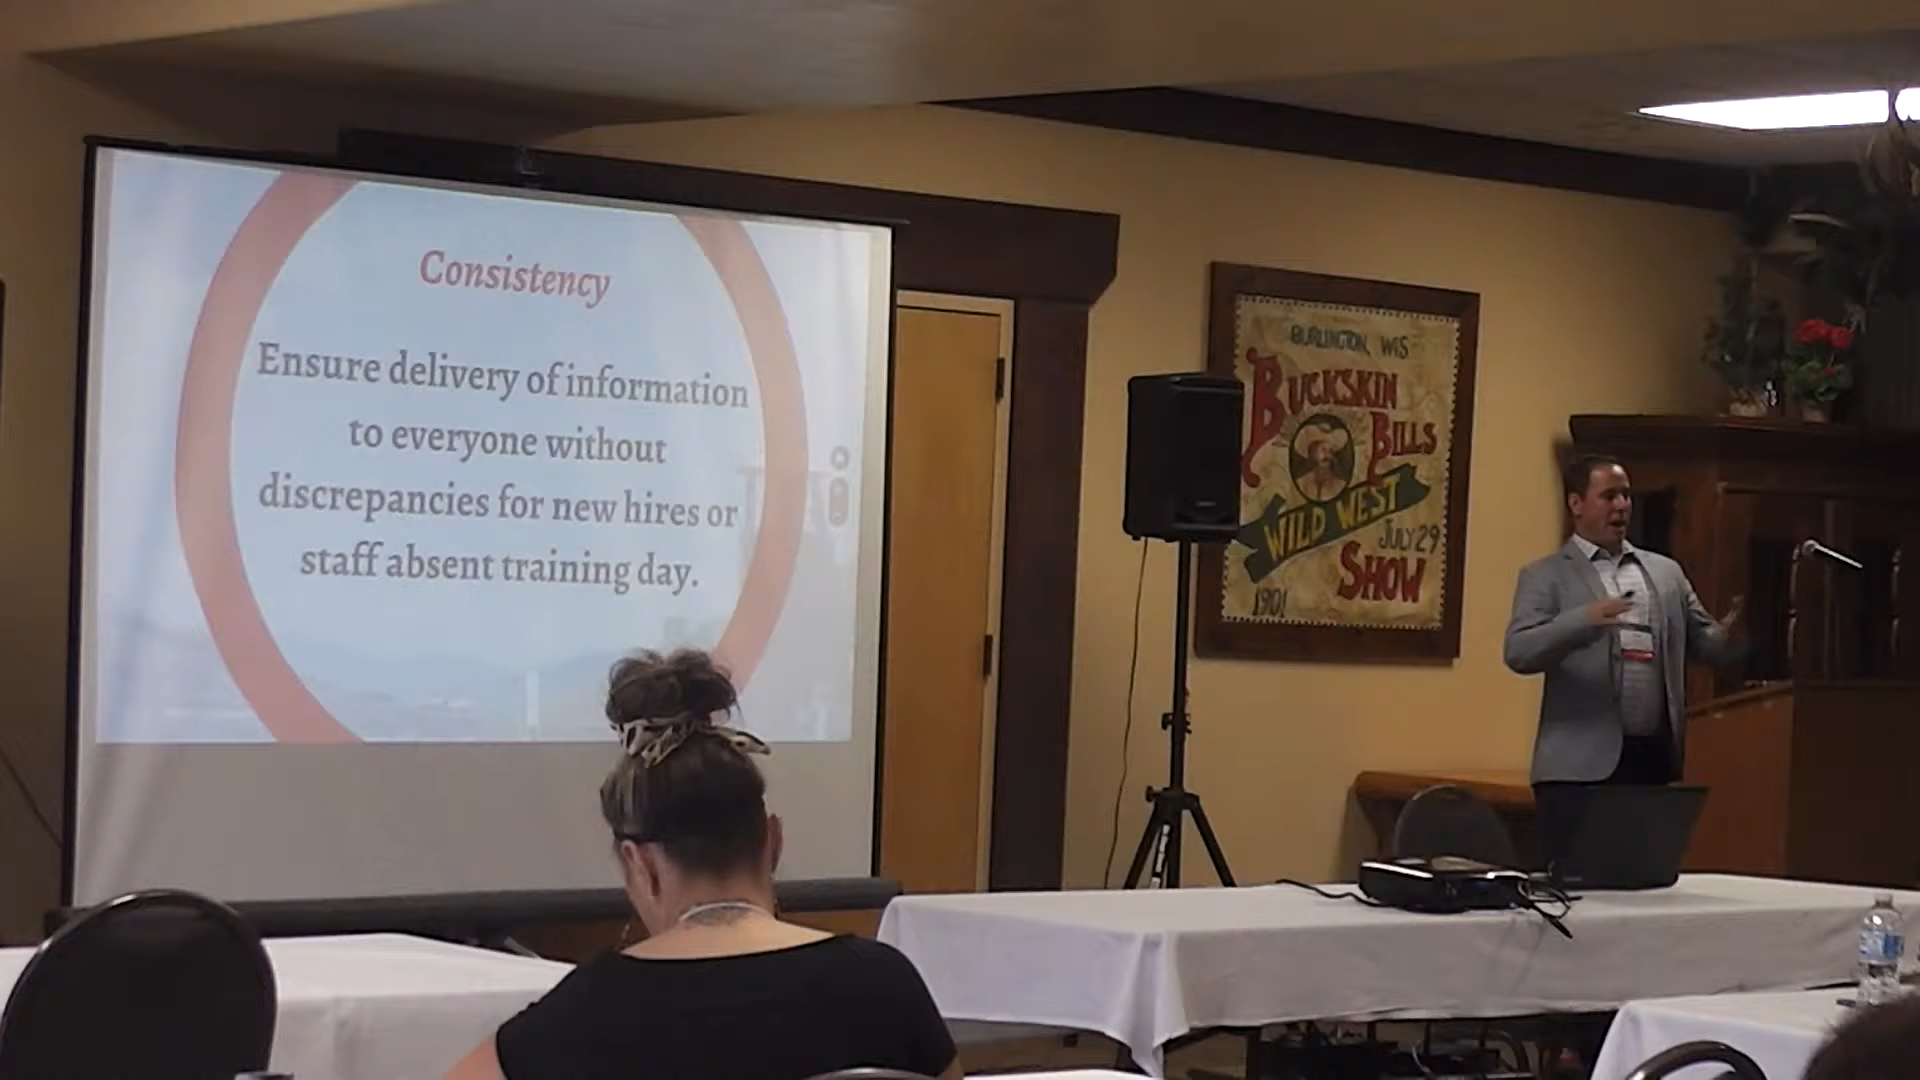 Consistency
Ensure delivery of information
to everyone without
discrepancies for new hires or
staff absent training day.
BURLINGTON, WIS
BUCKSKIN
BILLS
WILD WEST
JULY 29
SHOW
1901